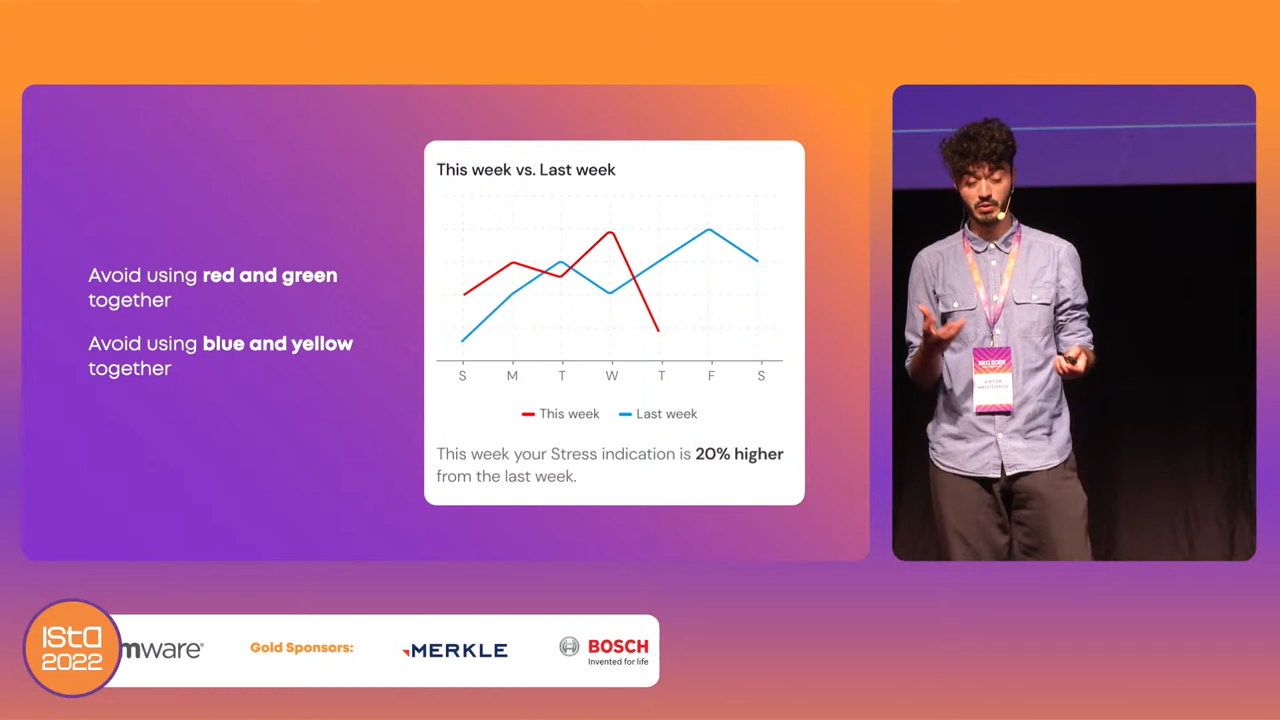 Avoid using red and green
together
Avoid using blue and yellow
together
This week vs. Last week
S M T W T F S
This week Last week
This week your Stress indication is 20% higher
from the last week.
ISTA
2022
mware®
Gold Sponsors:
MERKLE
BOSCH
Invented for life